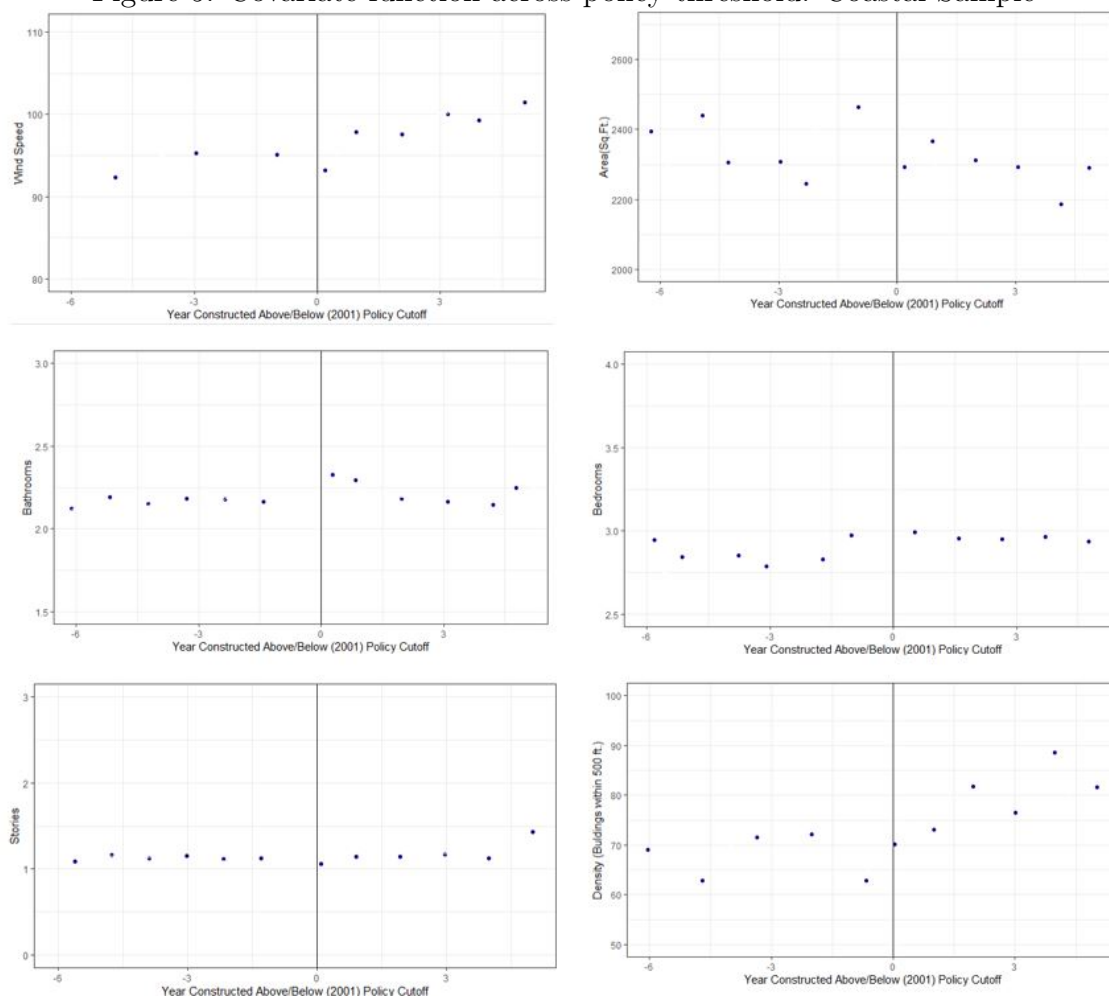 Figure 6: Covariate function across policy threshold: Coastal Sample
110
100
90
80
Wind Speed
-6 -3 0 3
Year Constructed Above/Below (2001) Policy Cutoff
2600
2400
2200
2000
Area(Sq.Ft.)
-6 -3 0 3
Year Constructed Above/Below (2001) Policy Cutoff
3.0
2.5
2.0
1.5
Bathrooms
-6 -3 0 3
Year Constructed Above/Below (2001) Policy Cutoff
4.0
3.5
3.0
2.5
Bedrooms
-6 -3 0 3
Year Constructed Above/Below (2001) Policy Cutoff
3
2
1
0
Stories
-6 -3 0 3
Year Constructed Above/Below (2001) Policy Cutoff
100
90
80
70
60
50
Density (Buldings within 500 ft.)
-6 -3 0 3
Year Constructed Above/Below (2001) Policy Cutoff